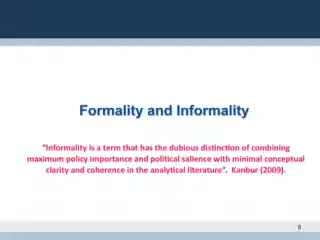 Formality and Informality
“Informality is a term that has the dubious distinction of combining
maximum policy importance and political salience with minimal conceptual
clarity and coherence in the analytical literature”.  Kanbur (2009).
8